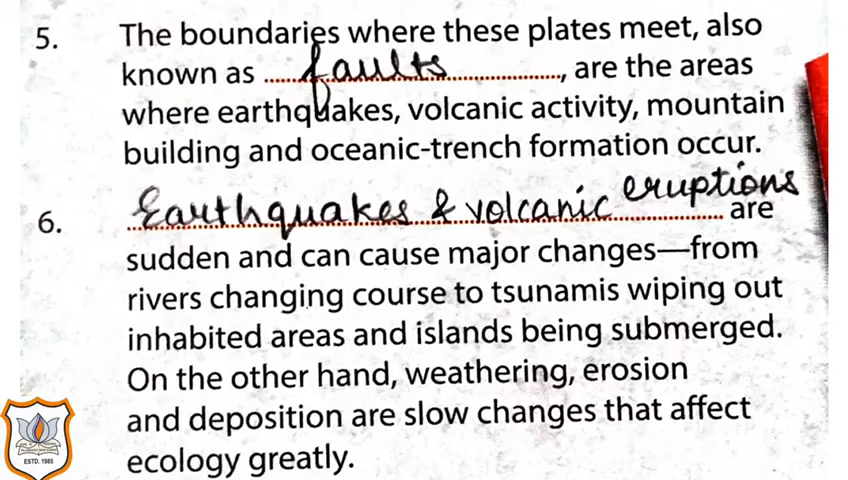 5. The boundaries where these plates meet, also
known as faults, are the areas
where earthquakes, volcanic activity, mountain
building and oceanic-trench formation occur.
6. Earthquakes & volcanic eruptions are
sudden and can cause major changes—from
rivers changing course to tsunamis wiping out
inhabited areas and islands being submerged.
On the other hand, weathering, erosion
and deposition are slow changes that affect
ecology greatly.
ESTD. 1985